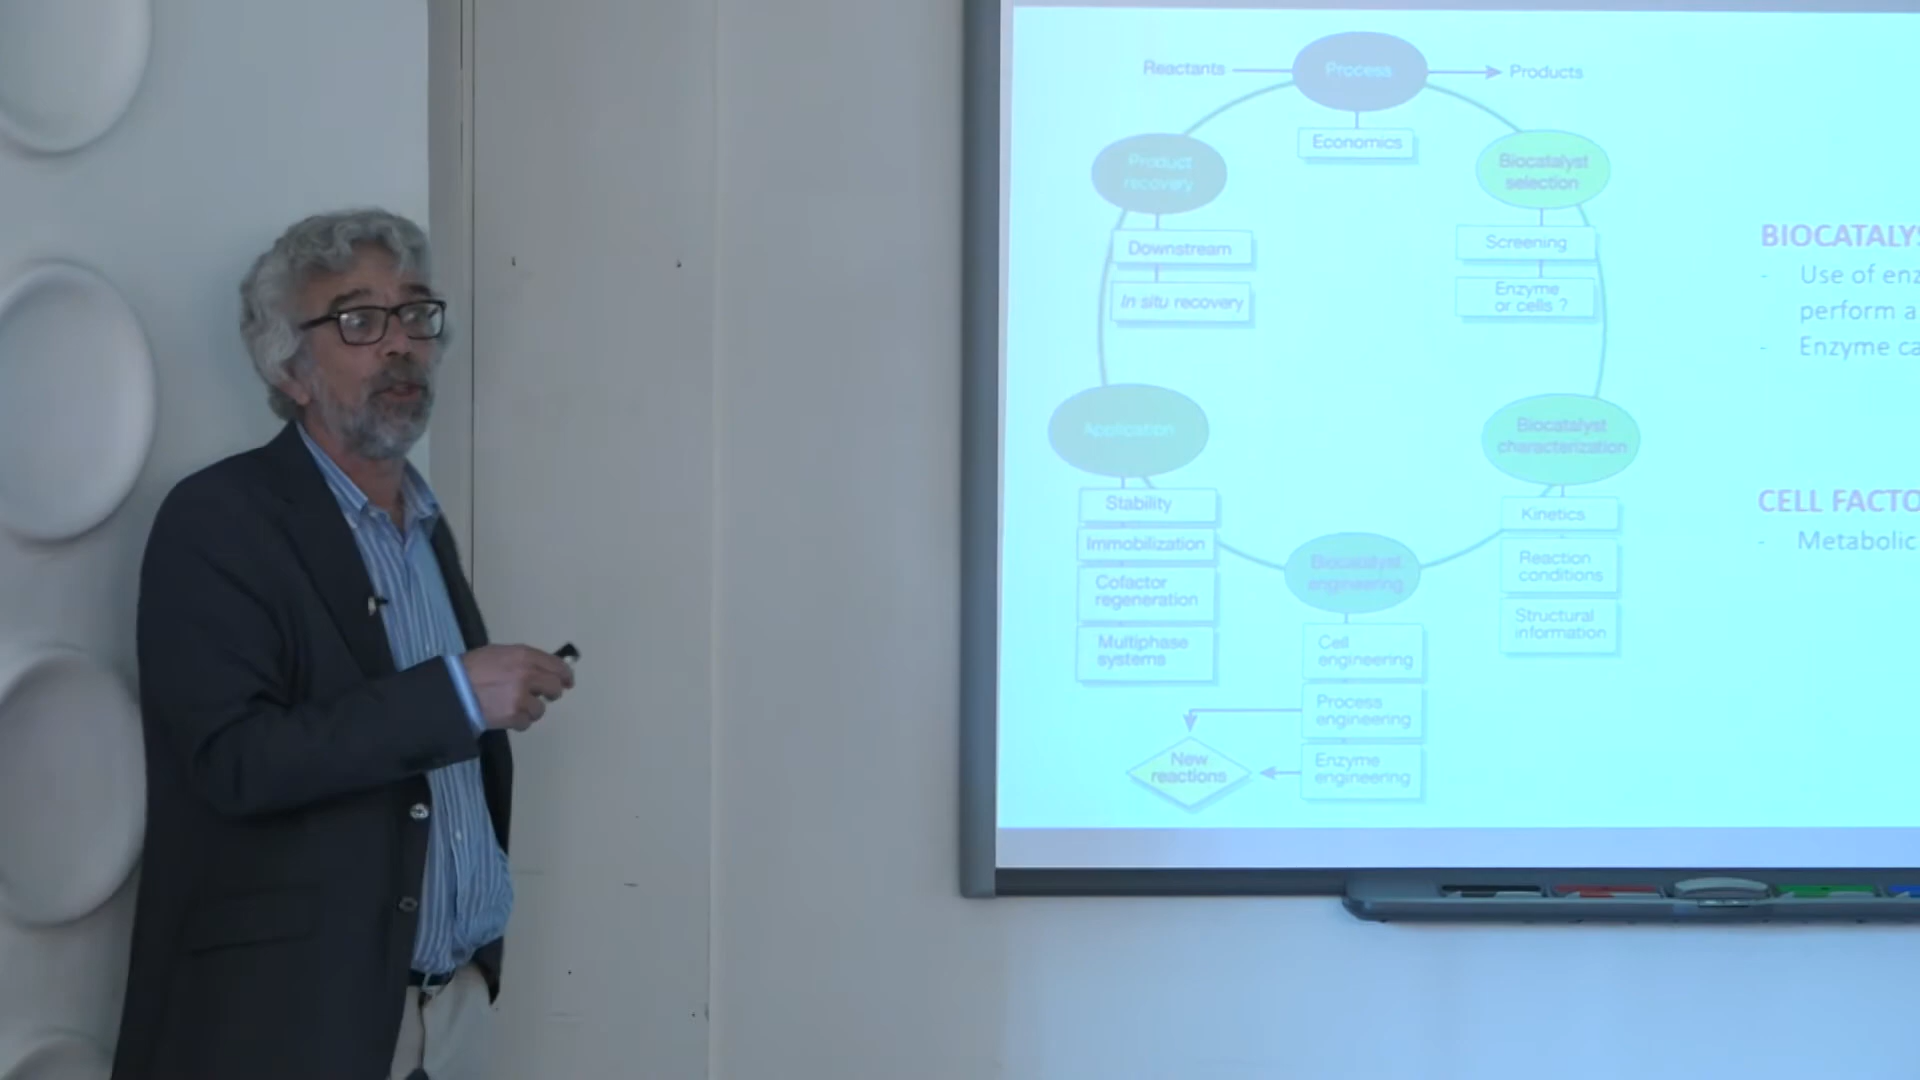 Reactants
Process
Products
Economics
Product
recovery
Downstream
In situ recovery
Biocatalyst
selection
Screening
Enzyme
or cells ?
Application
Stability
Immobilization
Cofactor
regeneration
Multiphase
systems
Biocatalyst
characterization
Kinetics
Reaction
conditions
Structural
information
Biocatalyst
engineering
Cell
engineering
Process
engineering
Enzyme
engineering
New
reactions
BIOCATALYS
- Use of enz
perform a
- Enzyme ca
CELL FACTO
- Metabolic